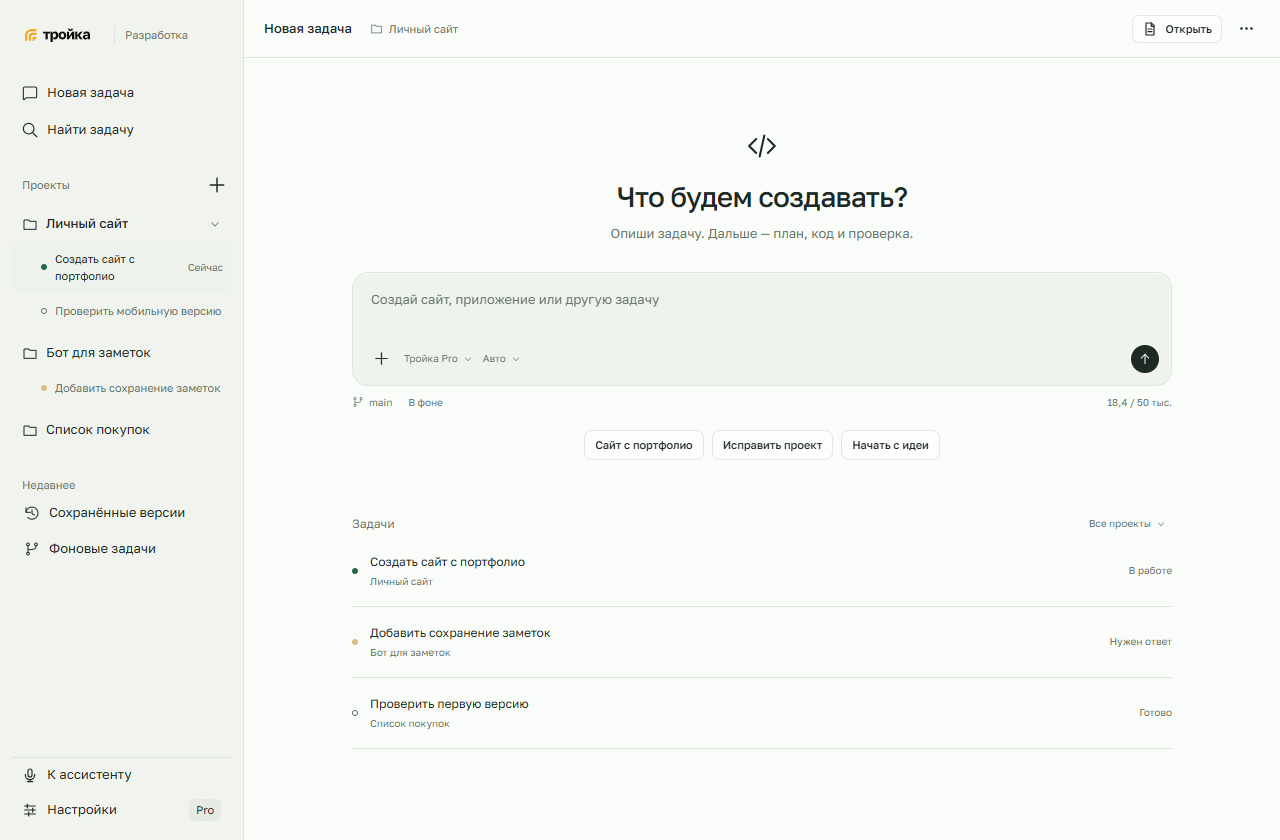 тройка
Разработка
Новая задача
Найти задачу
Проекты
Личный сайт
Создать сайт с
портфолио
Сейчас
Проверить мобильную версию
Бот для заметок
Добавить сохранение заметок
Список покупок
Недавнее
Сохранённые версии
Фоновые задачи
К ассистенту
Настройки
Pro
Новая задача
Личный сайт
Открыть
Что будем создавать?
Опиши задачу. Дальше — план, код и проверка.
Создай сайт, приложение или другую задачу
Тройка Pro
Авто
main
В фоне
18,4 / 50 тыс.
Сайт с портфолио
Исправить проект
Начать с идеи
Задачи
Все проекты
Создать сайт с портфолио
Личный сайт
В работе
Добавить сохранение заметок
Бот для заметок
Нужен ответ
Проверить первую версию
Список покупок
Готово